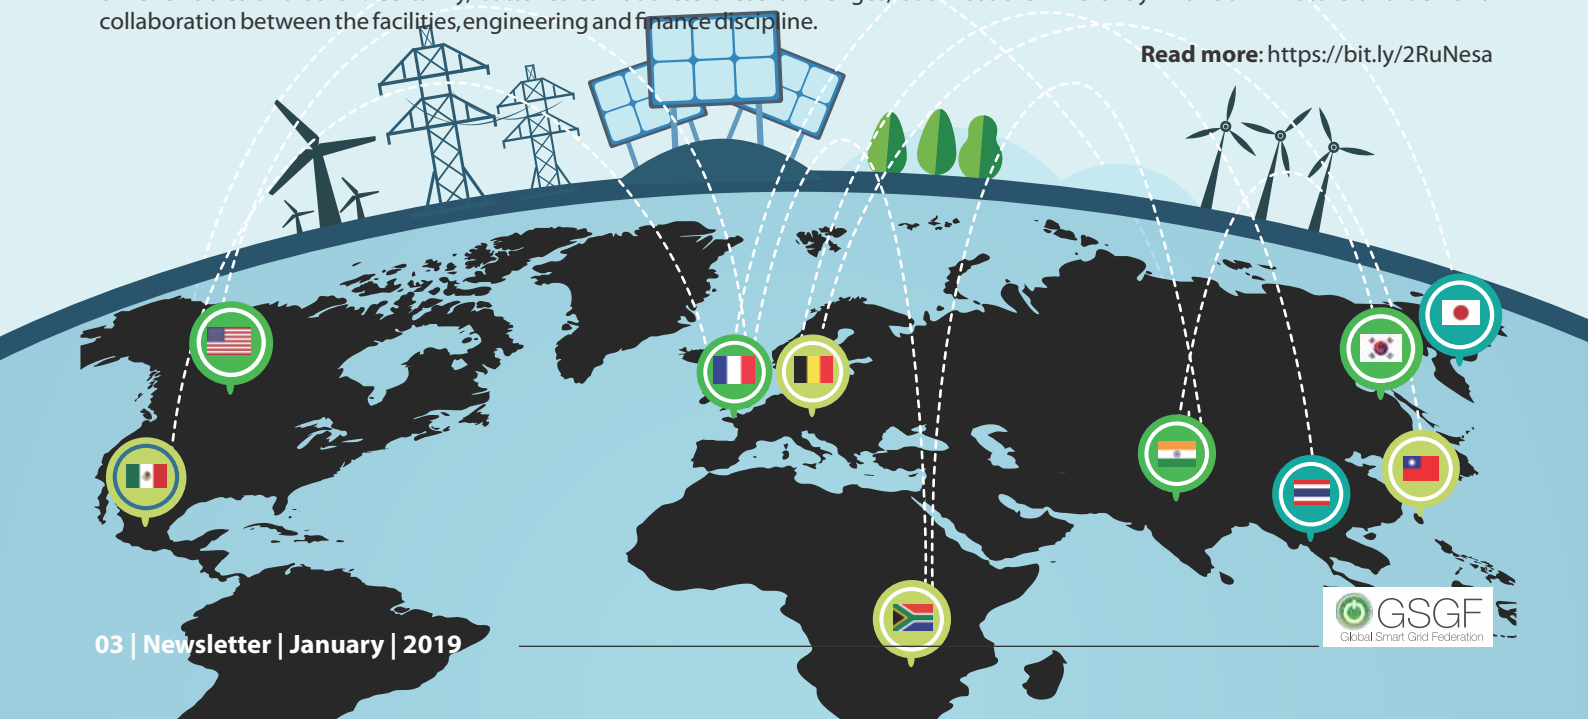 collaboration between the facilities, engineering and finance discipline.
Read more: https://bit.ly/2RuNesa
03 | Newsletter | January | 2019
GSGF
Global Smart Grid Federation